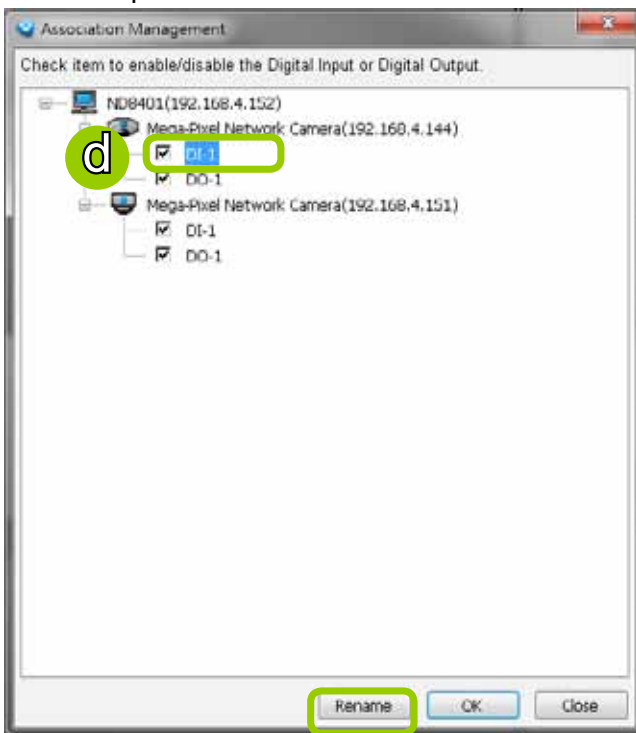 Association Management
Check item to enable/disable the Digital Input or Digital Output.
ND8401(192.168.4.152)
Mega-Pixel Network Camera(192.168.4.144)
d
DI-1
DO-1
Mega-Pixel Network Camera(192.168.4.151)
DI-1
DO-1
Rename
OK
Close